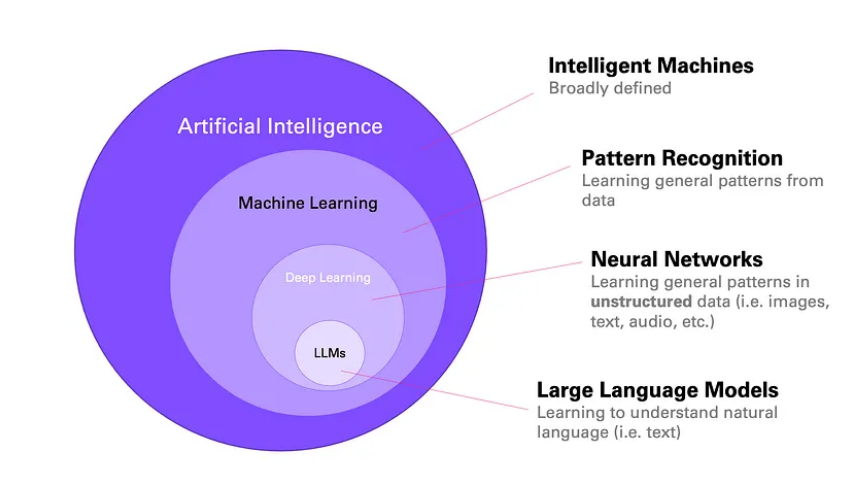 Intelligent Machines
Broadly defined
Artificial Intelligence
Pattern Recognition
Learning general patterns from
data
Machine Learning
Neural Networks
Learning general patterns in
unstructured data (i.e. images,
text, audio, etc.)
Deep Learning
LLMs
Large Language Models
Learning to understand natural
language (i.e. text)